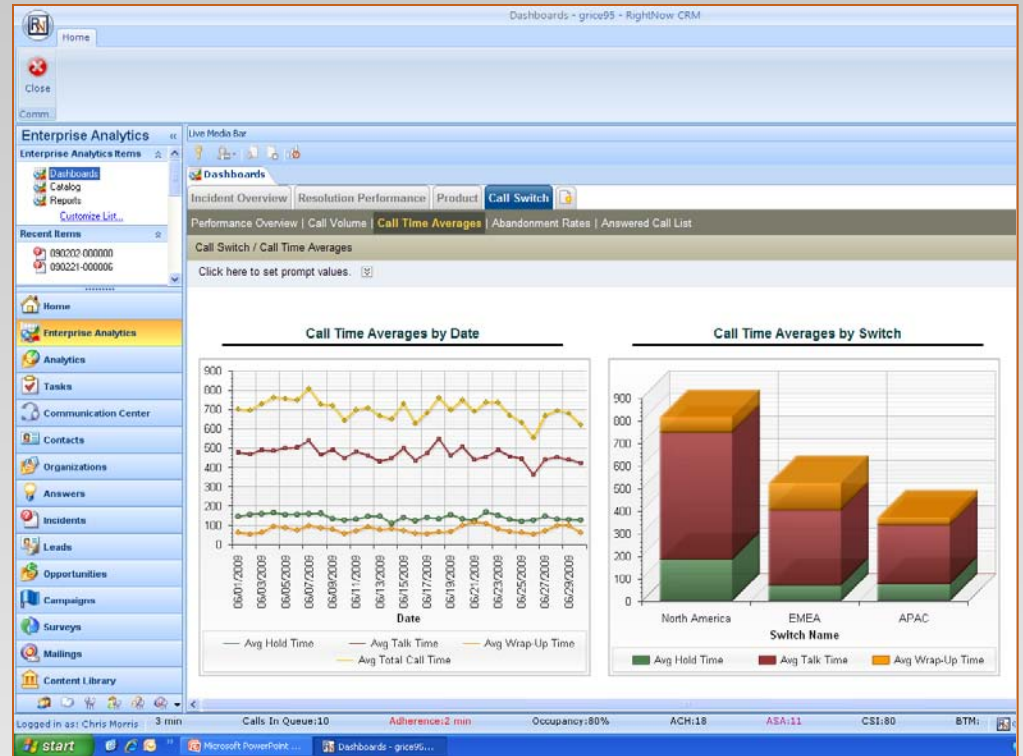 Dashboards - grice95 - RightNow CRM
RN
Home
Close
Comm...
Enterprise Analytics «
Enterprise Analytics Items
Dashboards
Catalog
Reports
Customize List...
Recent Items
090202-000000
090221-000006
Home
Enterprise Analytics
Analytics
Tasks
Communication Center
Contacts
Organizations
Answers
Incidents
Leads
Opportunities
Campaigns
Surveys
Mailings
Content Library
Live Media Bar
Dashboards
Incident Overview Resolution Performance Product Call Switch
Performance Overview | Call Volume | Call Time Averages | Abandonment Rates | Answered Call List
Call Switch / Call Time Averages
Click here to set prompt values.
Call Time Averages by Date
900
800
700
600
500
400
300
200
100
0
06/01/2009 06/03/2009 06/05/2009 06/07/2009 06/09/2009 06/11/2009 06/13/2009 06/15/2009 06/17/2009 06/19/2009 06/21/2009 06/23/2009 06/25/2009 06/27/2009 06/29/2009
Date
Avg Hold Time Avg Talk Time Avg Wrap-Up Time
Avg Total Call Time
Call Time Averages by Switch
900
800
700
600
500
400
300
200
100
0
North America EMEA APAC
Switch Name
Avg Hold Time Avg Talk Time Avg Wrap-Up Time
Logged in as: Chris Morris 3 min Calls In Queue:10 Adherence:2 min Occupancy:80% ACH:18 ASA:11 CSI:80 BTM:
start Microsoft PowerPoint ... Dashboards - grice95...